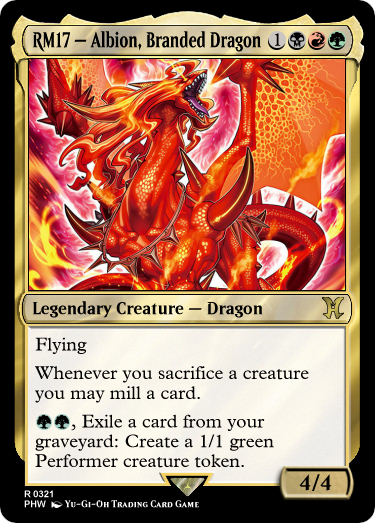 RM17 — Albion, Branded Dragon 1
Legendary Creature — Dragon
Flying
Whenever you sacrifice a creature
you may mill a card.
, Exile a card from your
graveyard: Create a 1/1 green
Performer creature token.
4/4
R 0321
PHW Yu-Gi-Oh Trading Card Game